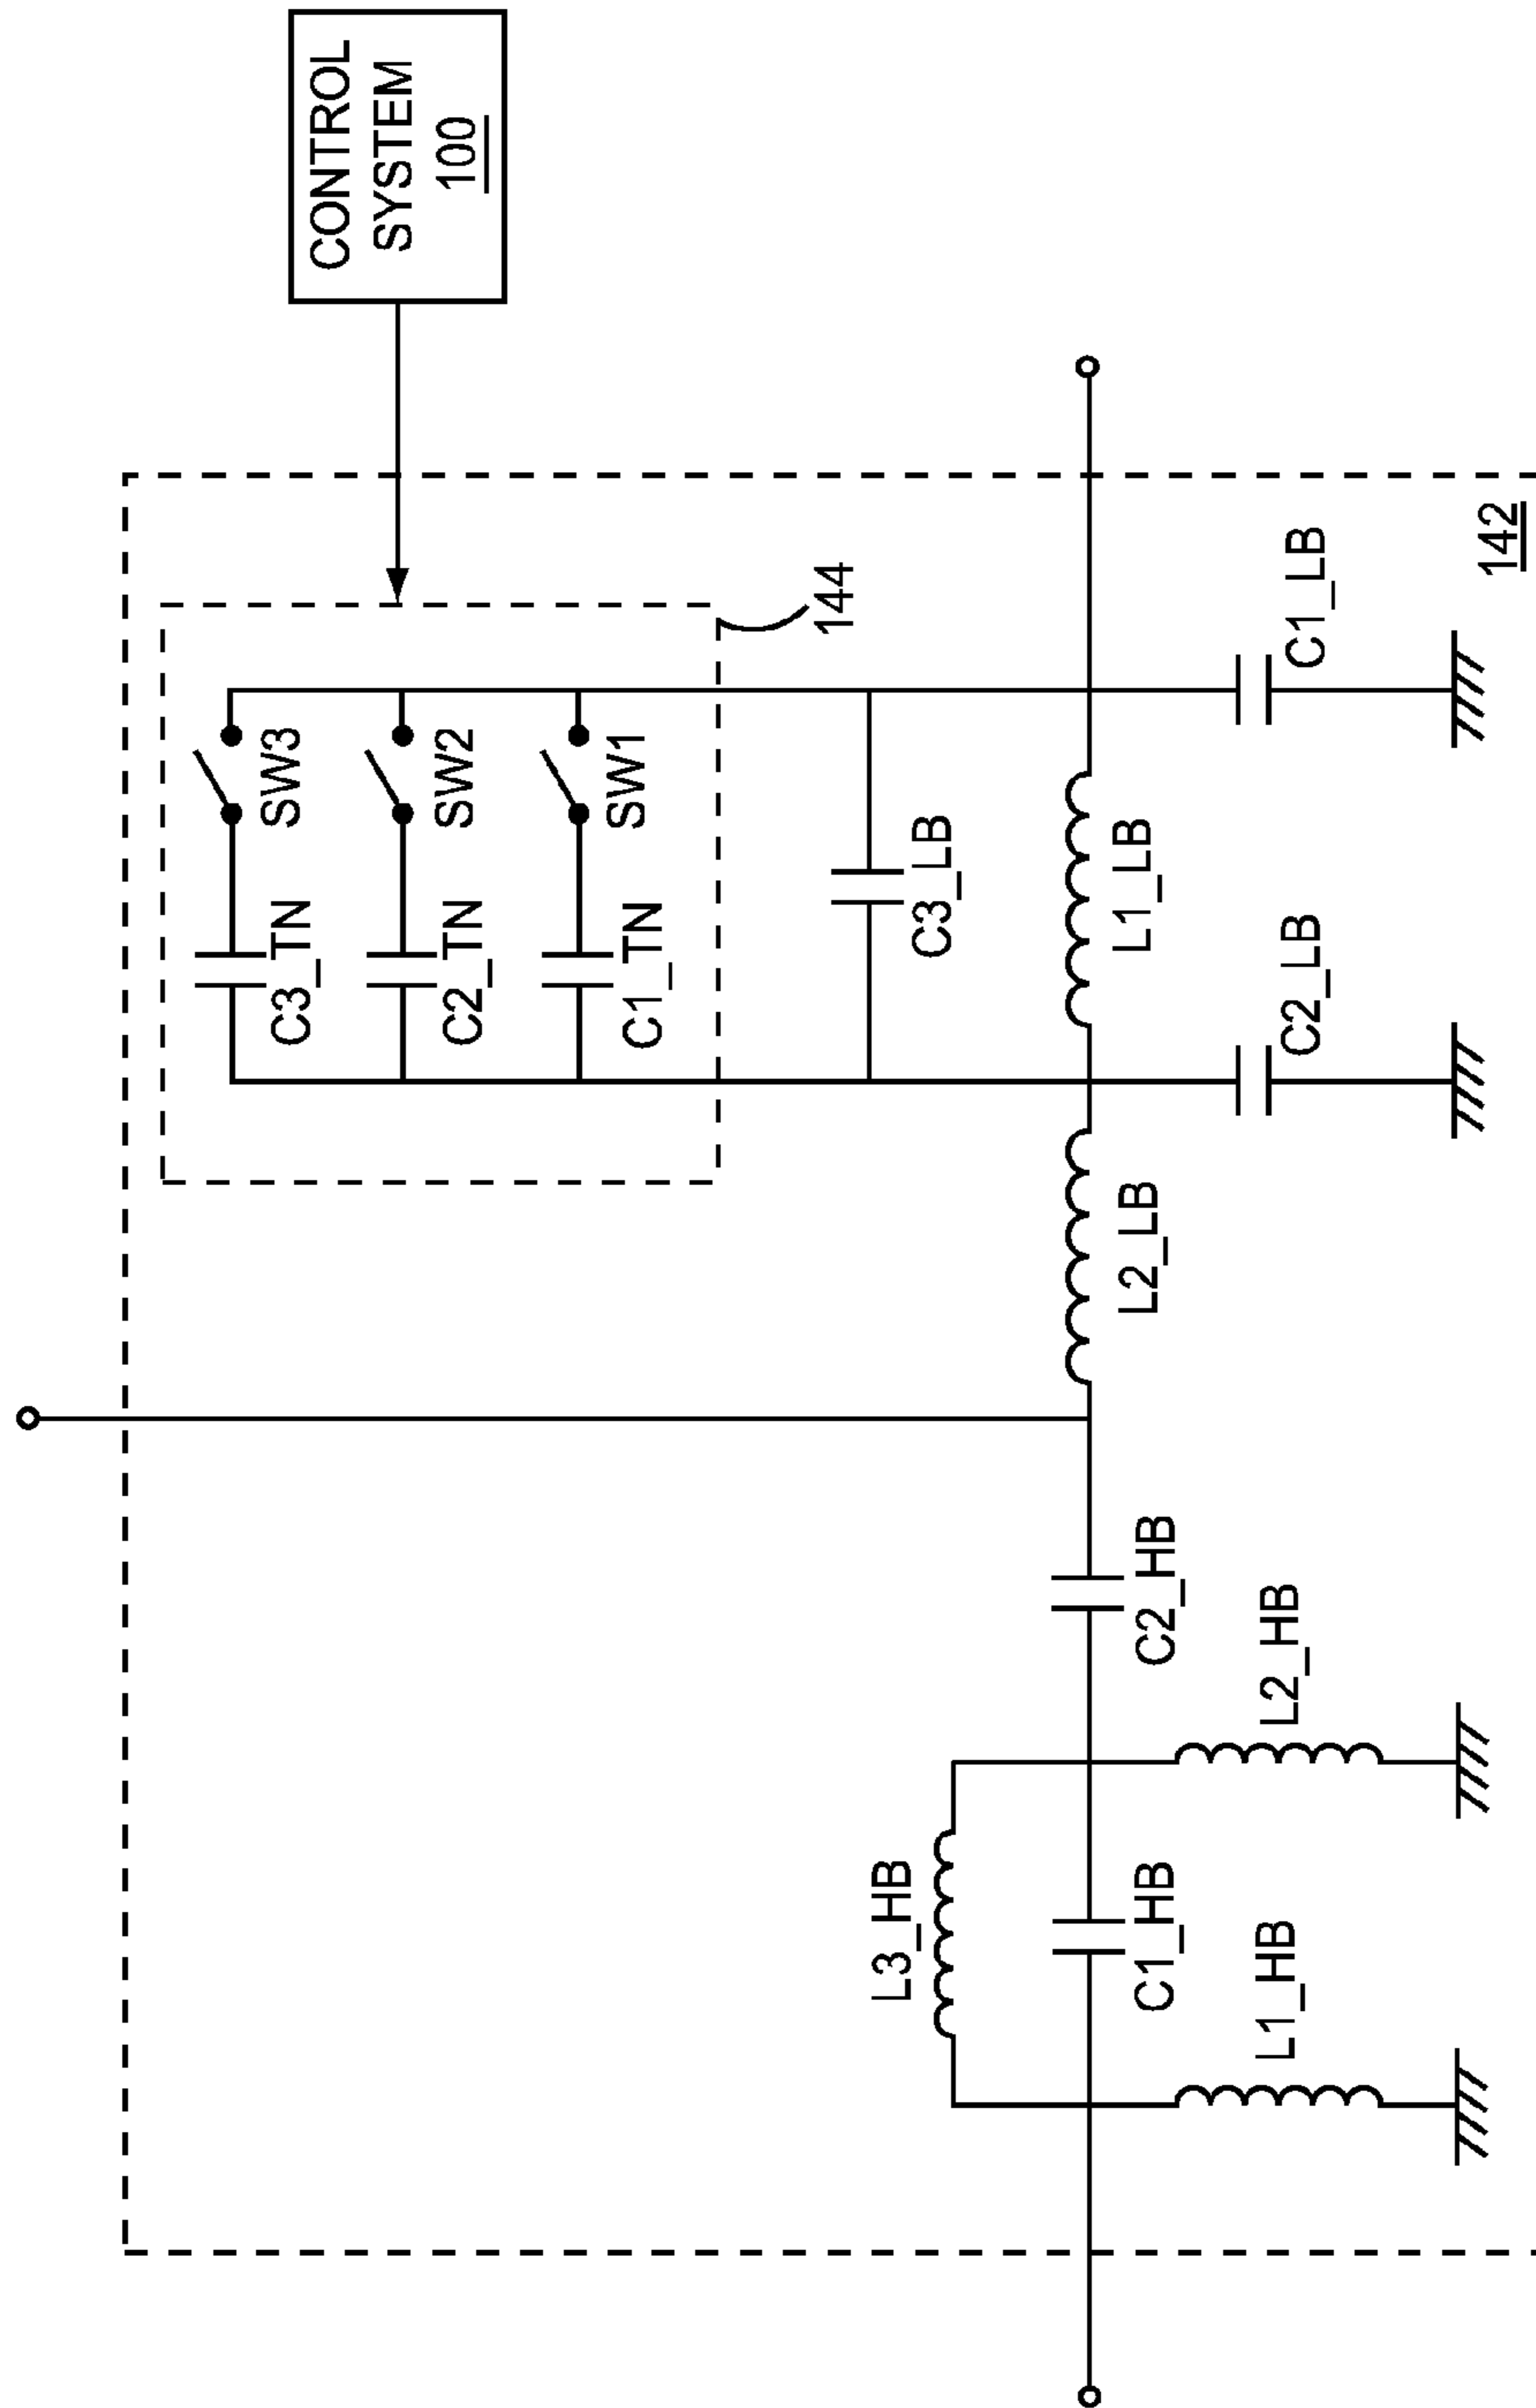 CONTROL
SYSTEM
100
144
142
SW3
SW2
SW1
C3_TN
C2_TN
C1_TN
C3_LB
L1_LB
C1_LB
C2_LB
L2_LB
C2_HB
L2_HB
L3_HB
C1_HB
L1_HB